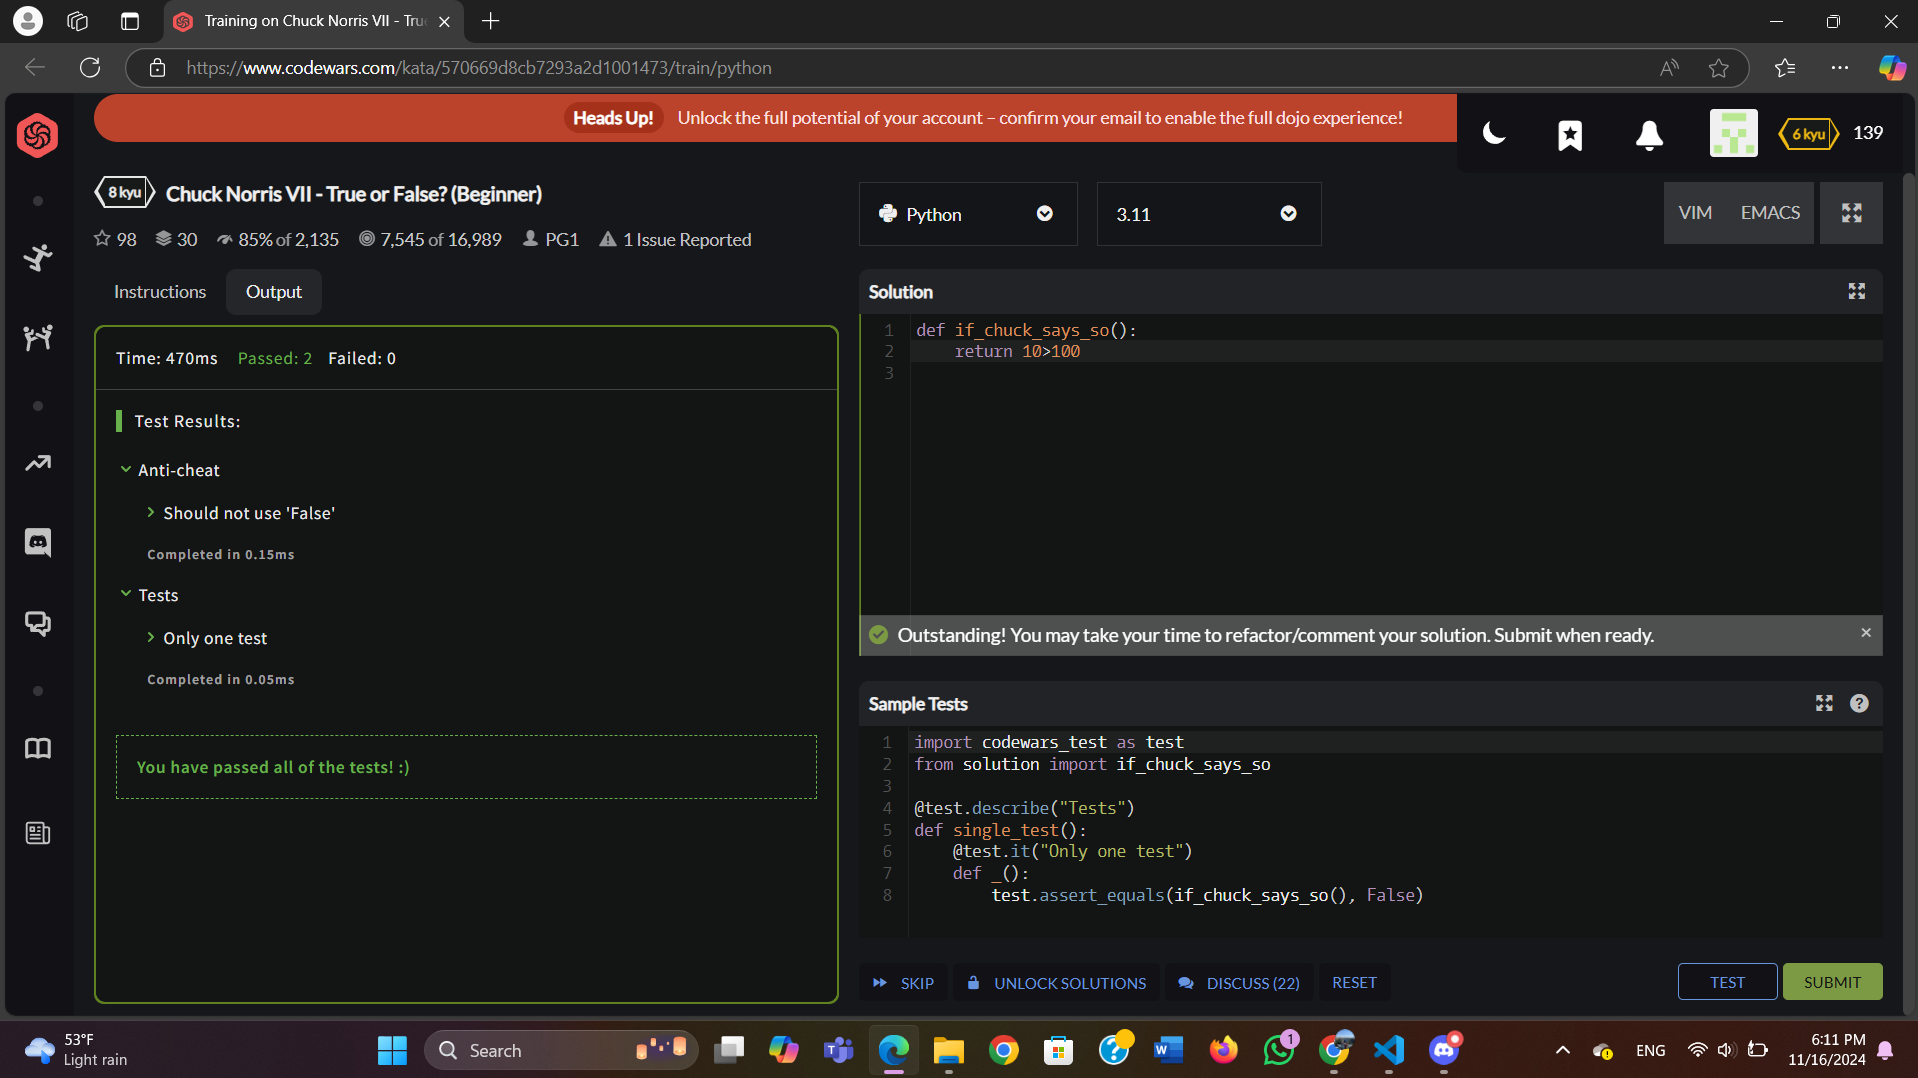 Training on Chuck Norris VII - Tru
https://www.codewars.com/kata/570669d8cb7293a2d1001473/train/python
Heads Up! Unlock the full potential of your account – confirm your email to enable the full dojo experience!
6 kyu 139
8 kyu Chuck Norris VII - True or False? (Beginner)
98 30 85% of 2,135 7,545 of 16,989 PG1 1 Issue Reported
Python
3.11
VIM EMACS
Instructions Output
Time: 470ms Passed: 2 Failed: 0
Test Results:
Anti-cheat
Should not use 'False'
Completed in 0.15ms
Tests
Only one test
Completed in 0.05ms
You have passed all of the tests! :)
Solution
1 def if_chuck_says_so():
2     return 10>100
3
Outstanding! You may take your time to refactor/comment your solution. Submit when ready.
Sample Tests
1 import codewars_test as test
2 from solution import if_chuck_says_so
3
4 @test.describe("Tests")
5 def single_test():
6     @test.it("Only one test")
7     def _():
8         test.assert_equals(if_chuck_says_so(), False)
SKIP UNLOCK SOLUTIONS DISCUSS (22) RESET
TEST SUBMIT
53°F
Light rain
Search
1
ENG
6:11 PM
11/16/2024